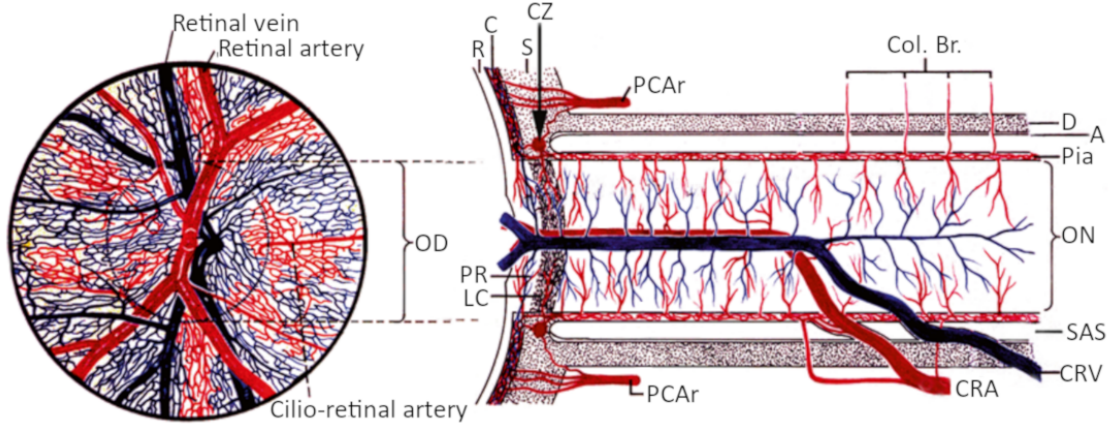 Retinal vein
Retinal artery
OD
Cilio-retinal artery
R
C
S
CZ
PCAr
Col. Br.
D
A
Pia
ON
PR
LC
SAS
CRV
CRA
PCAr